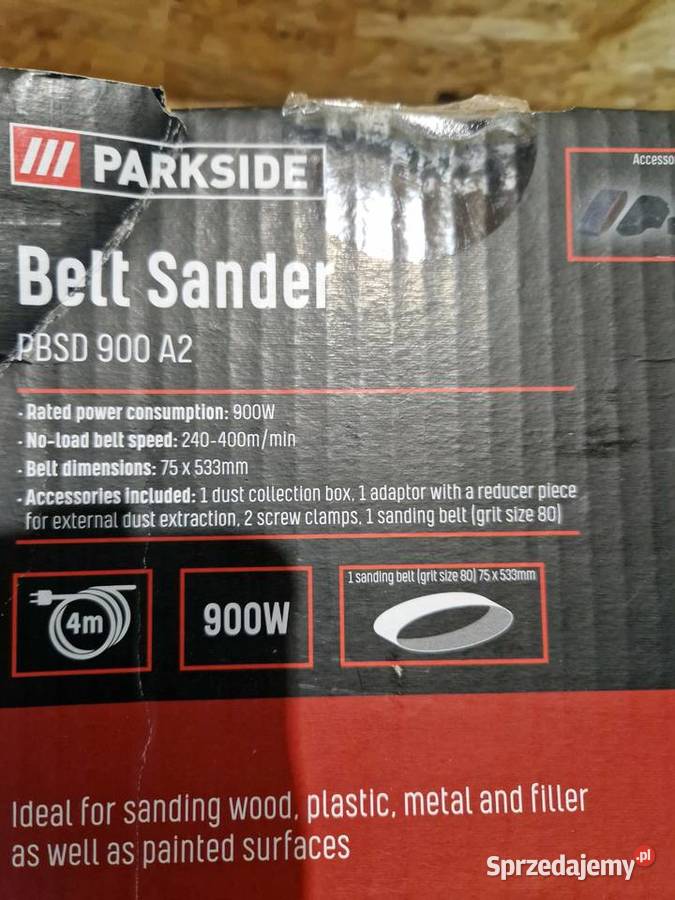 /// PARKSIDE
Accesso
Belt Sander
PBSD 900 A2
· Rated power consumption: 900W
· No-load belt speed: 240-400m/min
· Belt dimensions: 75 x 533mm
· Accessories included: 1 dust collection box, 1 adaptor with a reducer piece
for external dust extraction, 2 screw clamps, 1 sanding belt (grit size 80)
4m
900W
1 sanding belt (grit size 80) 75 x 533mm
Ideal for sanding wood, plastic, metal and filler
as well as painted surfaces
Sprzedajemy.pl